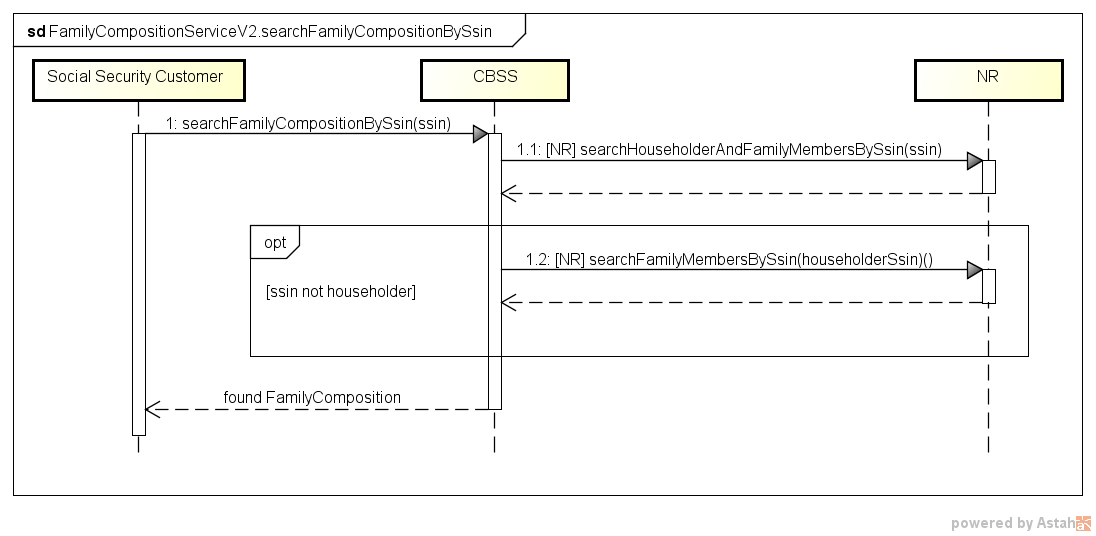 sd FamilyCompositionServiceV2.searchFamilyCompositionBySsin
Social Security Customer
CBSS
NR
1: searchFamilyCompositionBySsin(ssin)
1.1: [NR] searchHouseholderAndFamilyMembersBySsin(ssin)
opt
1.2: [NR] searchFamilyMembersBySsin(householderSsin)()
[ssin not householder]
found FamilyComposition
powered by Astah